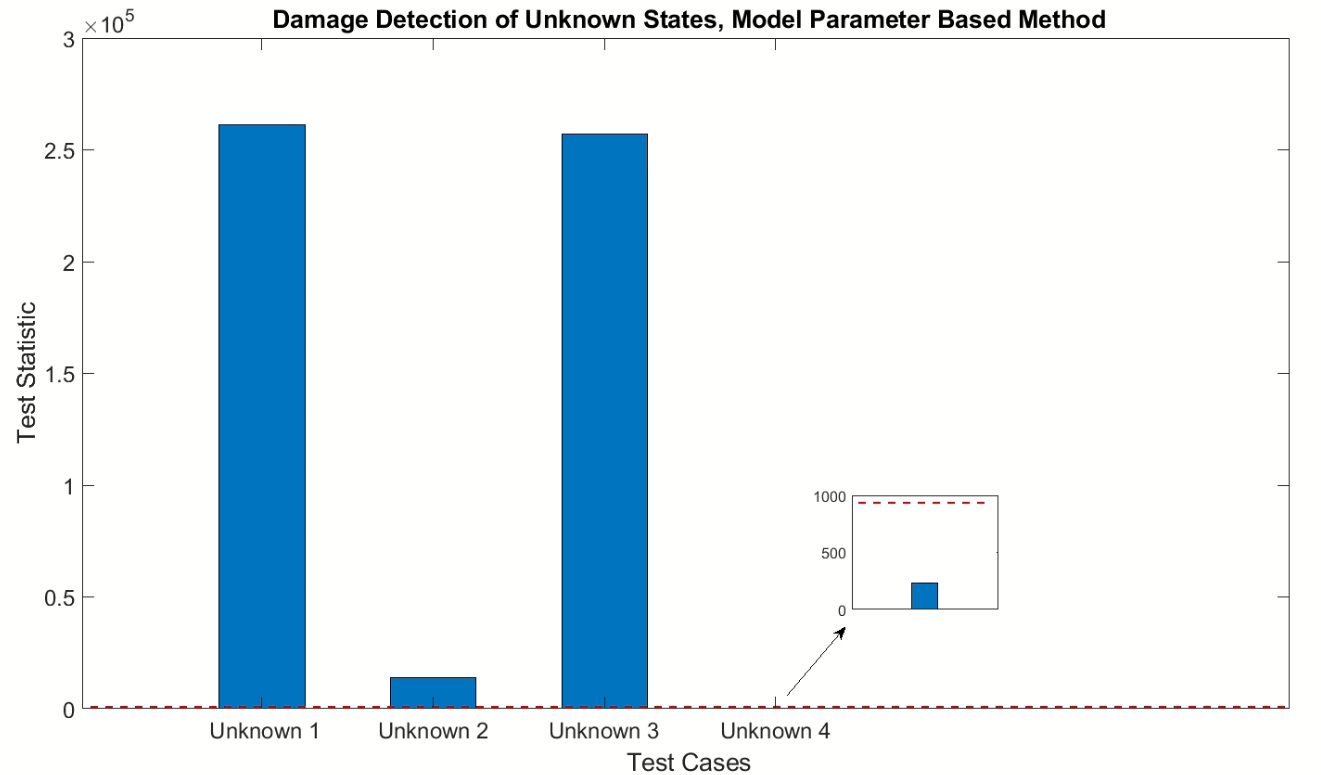 Damage Detection of Unknown States, Model Parameter Based Method
×10^5
3
2.5
2
1.5
1
0.5
0
Test Statistic
1000
500
0
Unknown 1 Unknown 2 Unknown 3 Unknown 4
Test Cases